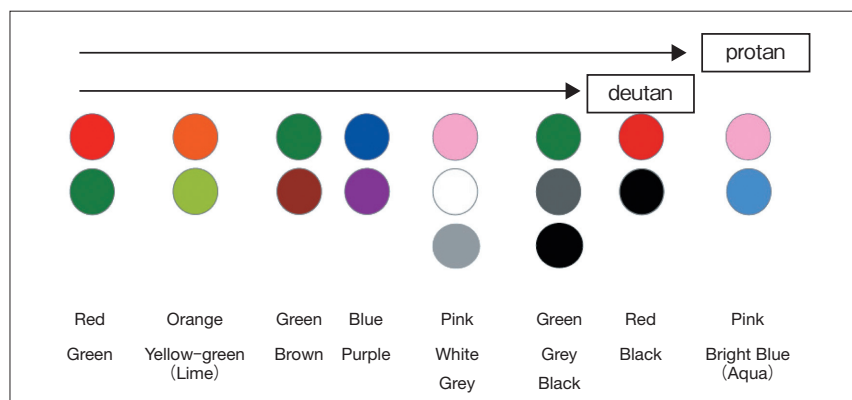 protan
deutan
Red Orange Green Blue Pink Green Red Pink
Green Yellow-green Brown Purple White Grey Black Bright Blue
(Lime) (Aqua)
Grey Black